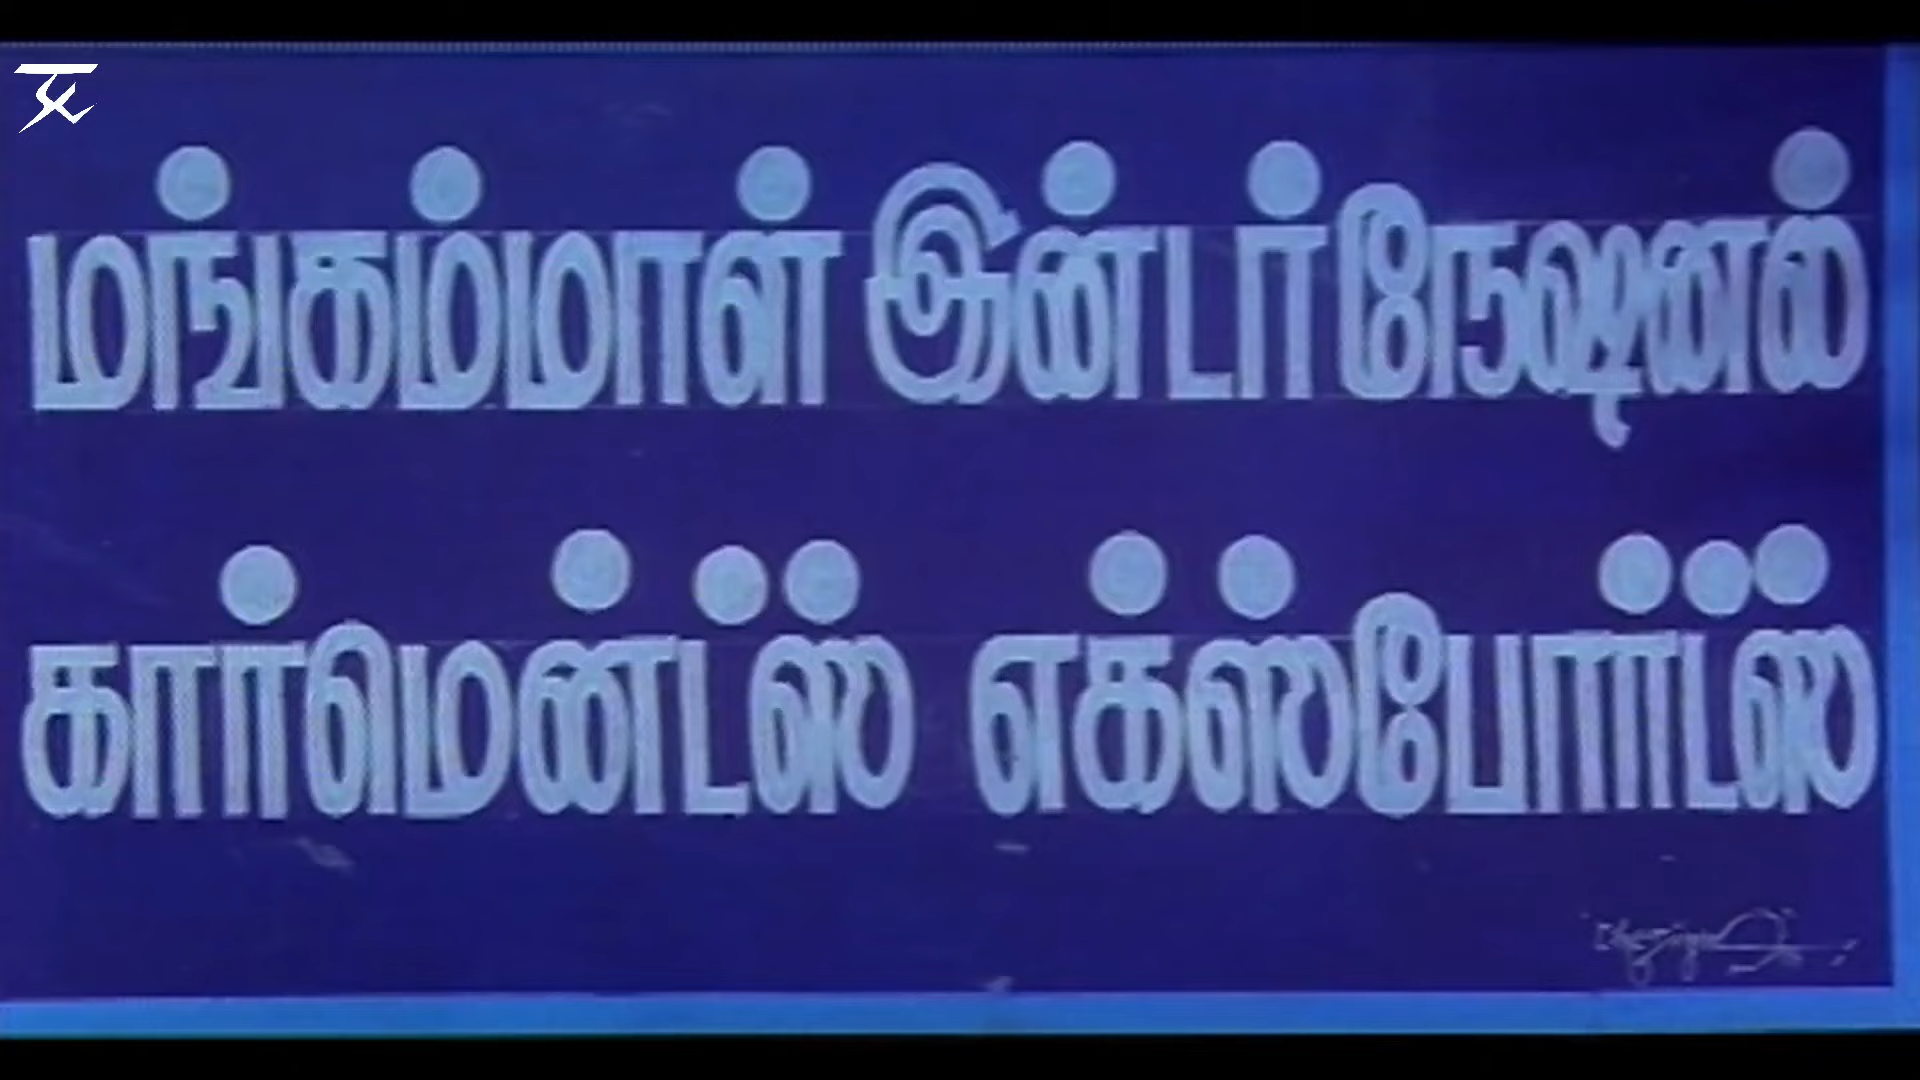 மங்கம்மாள் இன்டர்நேஷனல்
கார்மெண்ட்ஸ் எக்ஸ்போர்ட்ஸ்